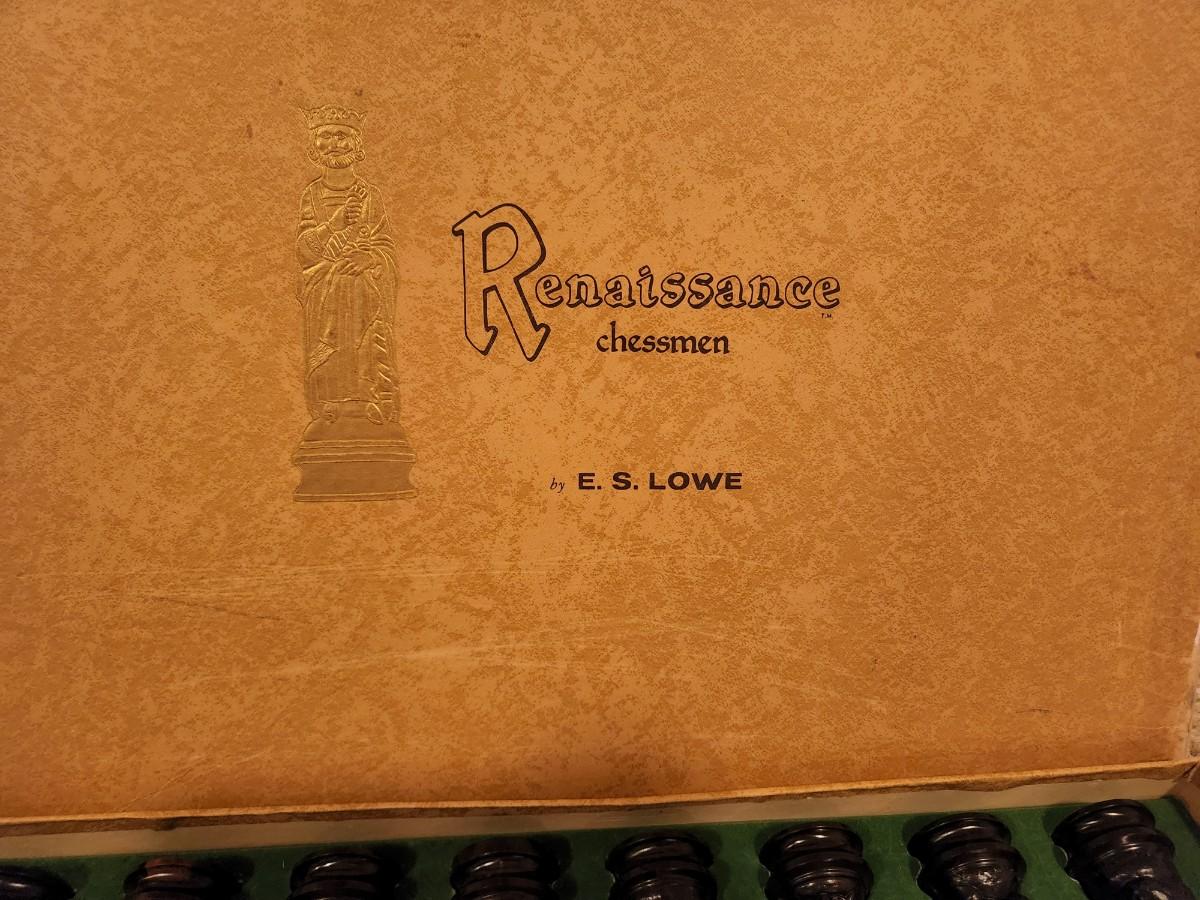 Renaissance
T.M.
chessmen
by E. S. LOWE